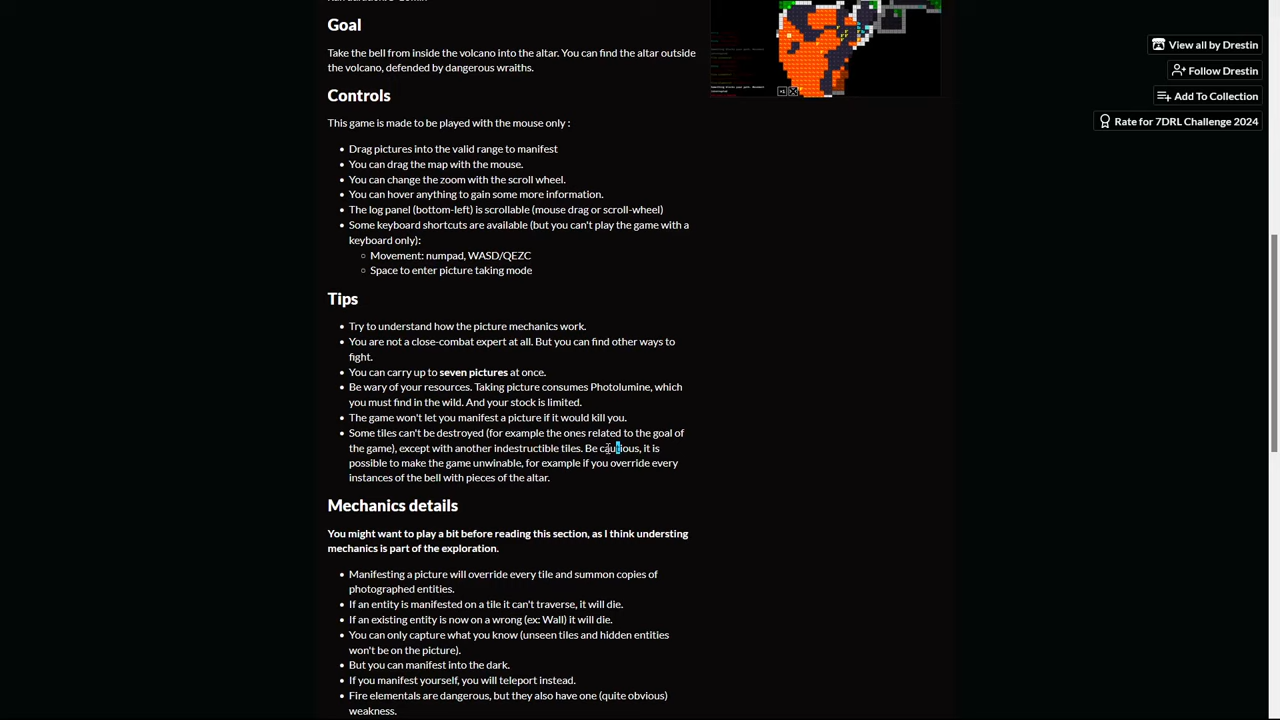 Goal
Take the bell from inside the volcano into the altar. You can find the altar outside
the volcano, defended by dangerous wraiths.
Controls
This game is made to be played with the mouse only :
Drag pictures into the valid range to manifest
You can drag the map with the mouse.
You can change the zoom with the scroll wheel.
You can hover anything to gain some more information.
The log panel (bottom-left) is scrollable (mouse drag or scroll-wheel)
Some keyboard shortcuts are available (but you can't play the game with a
keyboard only):
Movement: numpad, WASD/QEZC
Space to enter picture taking mode
Tips
Try to understand how the picture mechanics work.
You are not a close-combat expert at all. But you can find other ways to
fight.
You can carry up to seven pictures at once.
Be wary of your resources. Taking picture consumes Photolumine, which
you must find in the wild. And your stock is limited.
The game won't let you manifest a picture if it would kill you.
Some tiles can't be destroyed (for example the ones related to the goal of
the game), except with another indestructible tiles. Be cautious, it is
possible to make the game unwinable, for example if you override every
instances of the bell with pieces of the altar.
Mechanics details
You might want to play a bit before reading this section, as I think understing
mechanics is part of the exploration.
Manifesting a picture will override every tile and summon copies of
photographed entities.
If an entity is manifested on a tile it can't traverse, it will die.
If an existing entity is now on a wrong (ex: Wall) it will die.
You can only capture what you know (unseen tiles and hidden entities
won't be on the picture).
But you can manifest into the dark.
If you manifest yourself, you will teleport instead.
Fire elementals are dangerous, but they also have one (quite obvious)
weakness.
Follow
Add To
Rate for 7DRL Challenge 2024